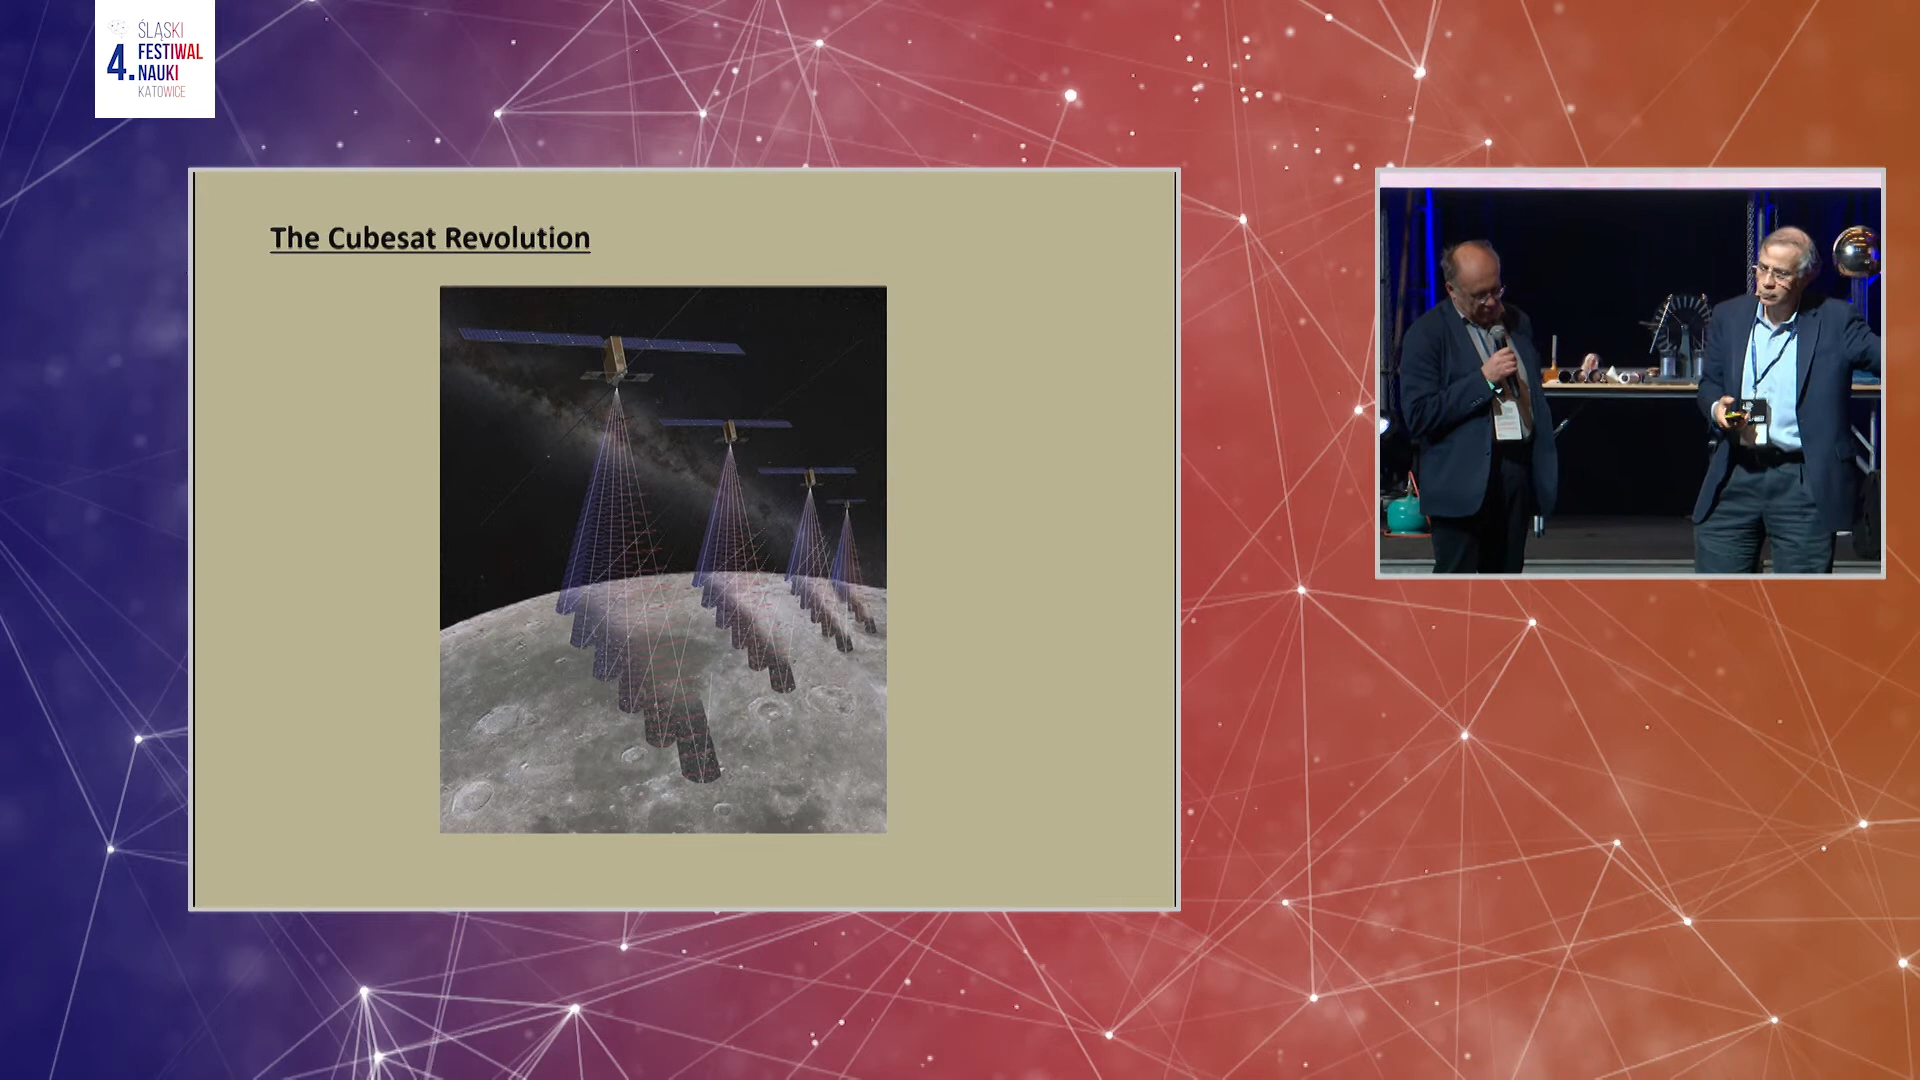 ŚLĄSKI
4. FESTIWAL
NAUKI
KATOWICE
The Cubesat Revolution